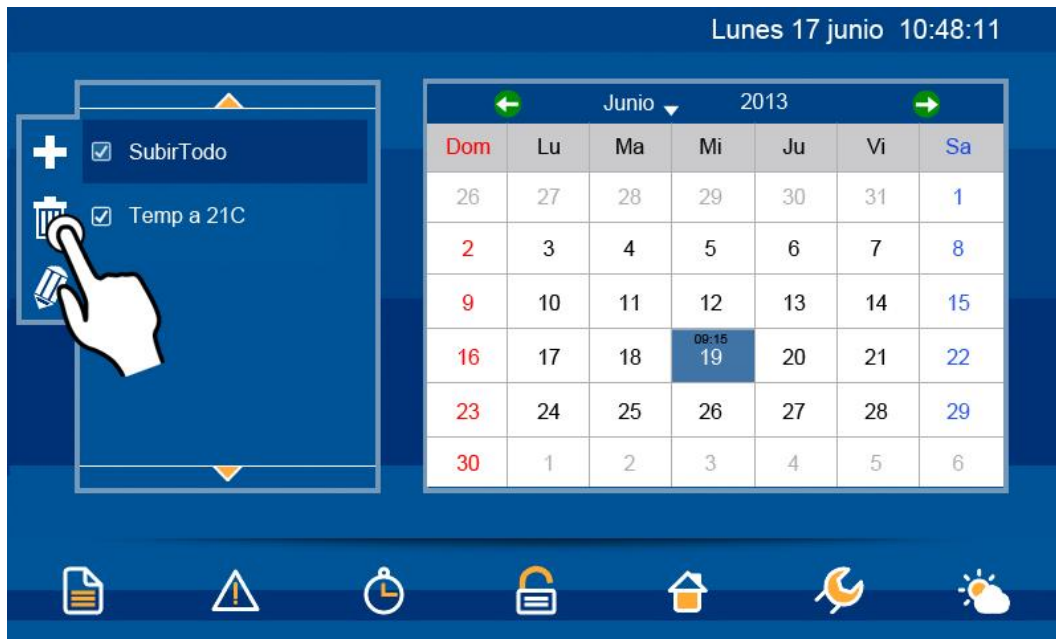 Lunes 17 junio 10:48:11
SubirTodo
Temp a 21C
Junio 2013
Dom Lu Ma Mi Ju Vi Sa
26 27 28 29 30 31 1
2 3 4 5 6 7 8
9 10 11 12 13 14 15
09:15
16 17 18 19 20 21 22
23 24 25 26 27 28 29
30 1 2 3 4 5 6